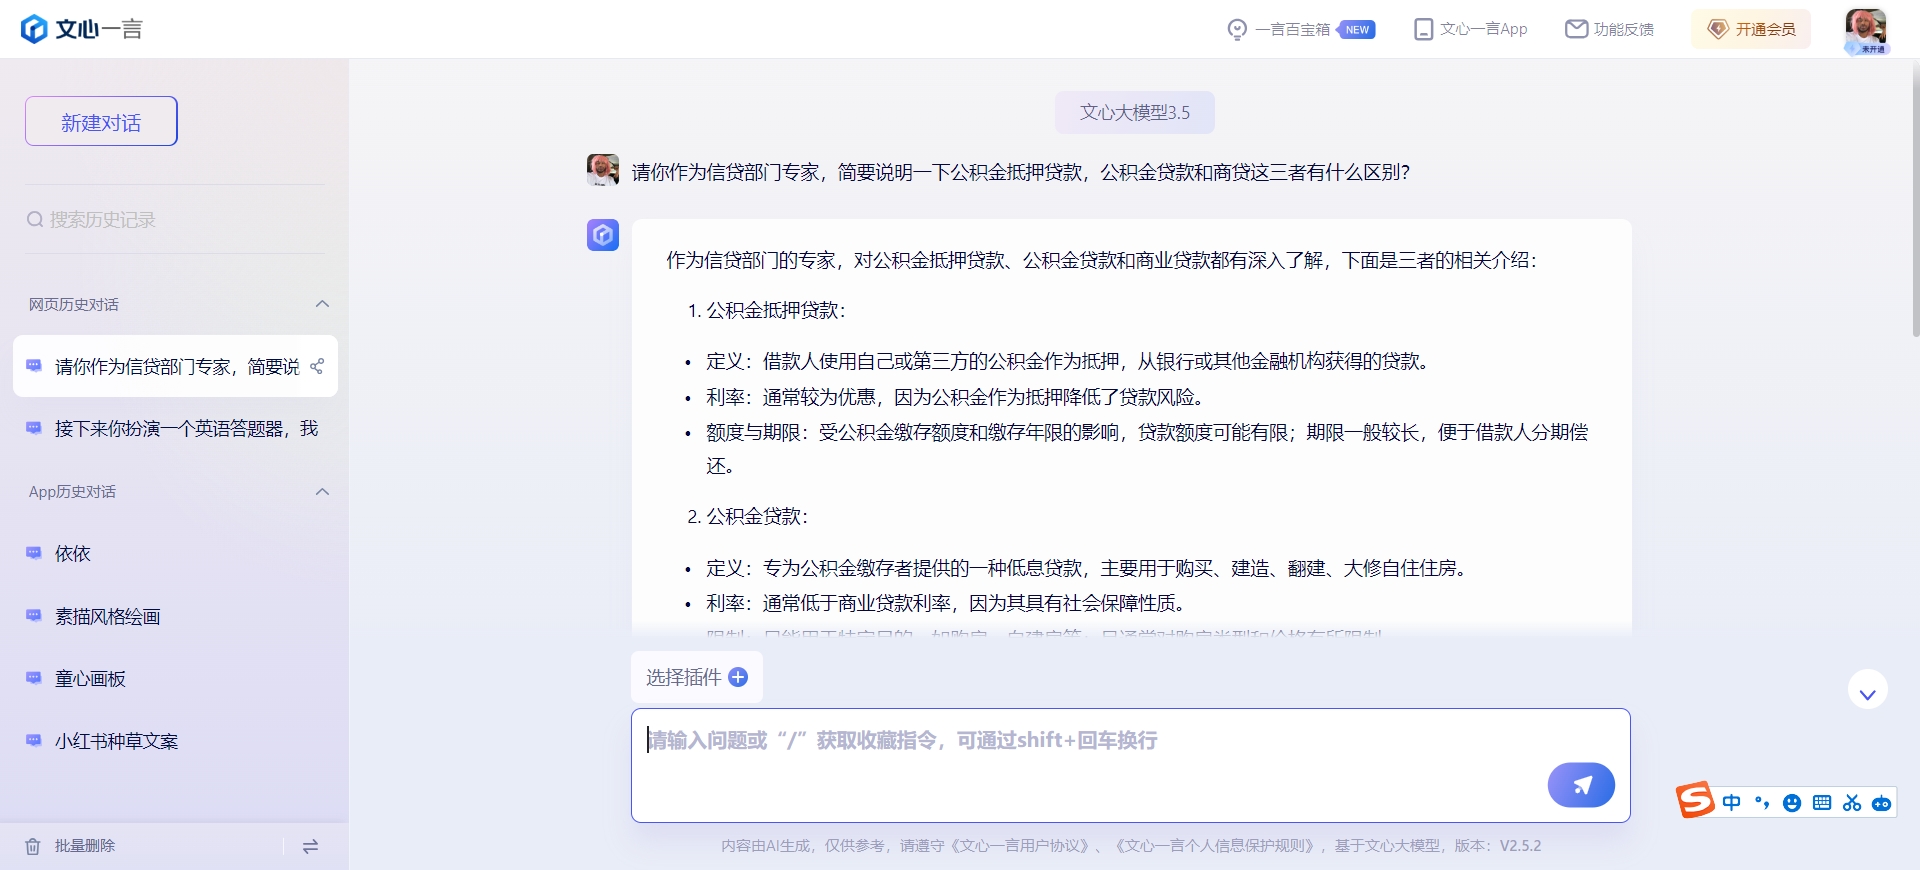 文心一言
一言百宝箱 NEW
文心一言App
功能反馈
开通会员
未开通
新建对话
搜索历史记录
网页历史对话
请你作为信贷部门专家，简要说
接下来你扮演一个英语答题器，我
App历史对话
依依
素描风格绘画
童心画板
小红书种草文案
批量删除
文心大模型3.5
请你作为信贷部门专家，简要说明一下公积金抵押贷款，公积金贷款和商贷这三者有什么区别？
作为信贷部门的专家，对公积金抵押贷款、公积金贷款和商业贷款都有深入了解，下面是三者的相关介绍：
1. 公积金抵押贷款：
• 定义：借款人使用自己或第三方的公积金作为抵押，从银行或其他金融机构获得的贷款。
• 利率：通常较为优惠，因为公积金作为抵押降低了贷款风险。
• 额度与期限：受公积金缴存额度和缴存年限的影响，贷款额度可能有限；期限一般较长，便于借款人分期偿
还。
2. 公积金贷款：
• 定义：专为公积金缴存者提供的一种低息贷款，主要用于购买、建造、翻建、大修自住住房。
• 利率：通常低于商业贷款利率，因为其具有社会保障性质。
选择插件
请输入问题或“/”获取收藏指令，可通过shift+回车换行
中
内容由AI生成，仅供参考，请遵守《文心一言用户协议》、《文心一言个人信息保护规则》，基于文心大模型，版本：V2.5.2